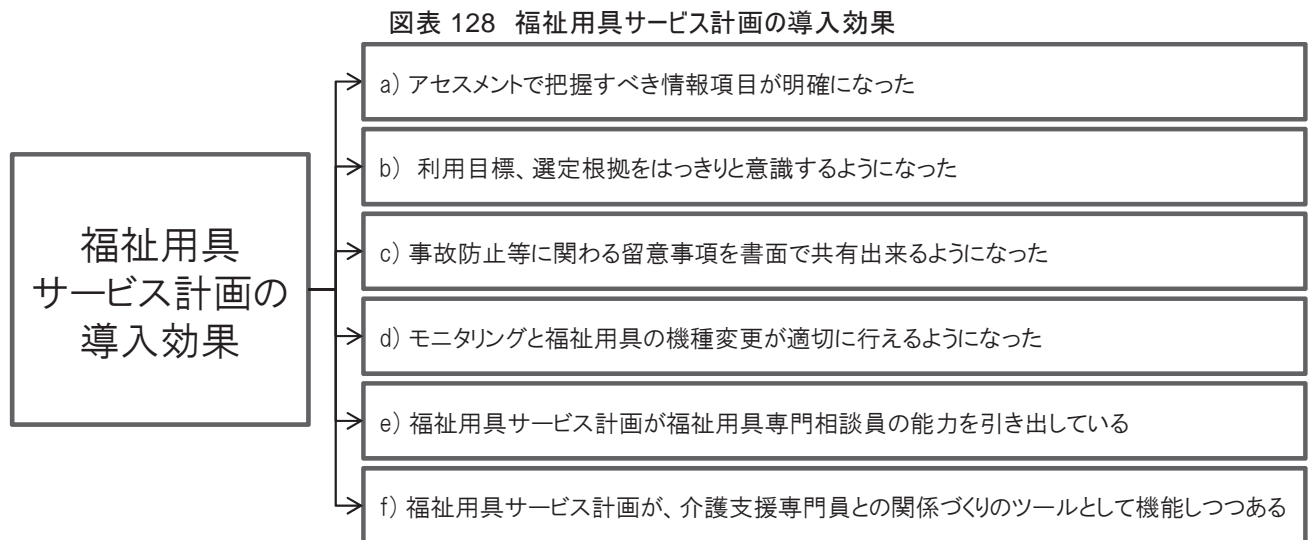 図表 128 福祉用具サービス計画の導入効果
福祉用具
サービス計画の
導入効果
a) アセスメントで把握すべき情報項目が明確になった
b) 利用目標、選定根拠をはっきりと意識するようになった
c) 事故防止等に関わる留意事項を書面で共有出来るようになった
d) モニタリングと福祉用具の機種変更が適切に行えるようになった
e) 福祉用具サービス計画が福祉用具専門相談員の能力を引き出している
f) 福祉用具サービス計画が、介護支援専門員との関係づくりのツールとして機能しつつある